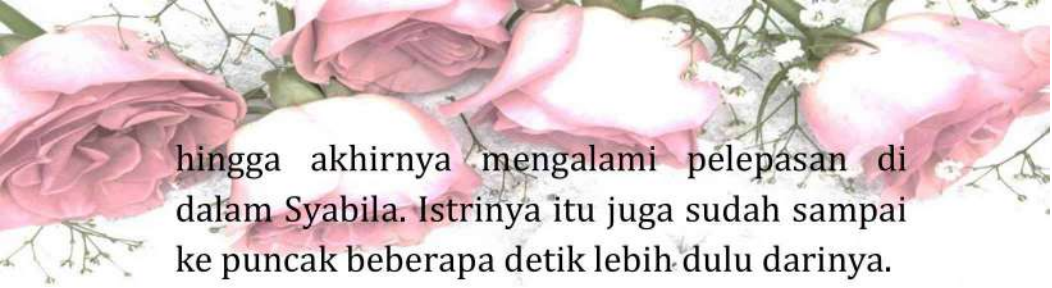 hingga akhirnya mengalami pelepasan di
dalam Syabila. Istrinya itu juga sudah sampai
ke puncak beberapa detik lebih dulu darinya.